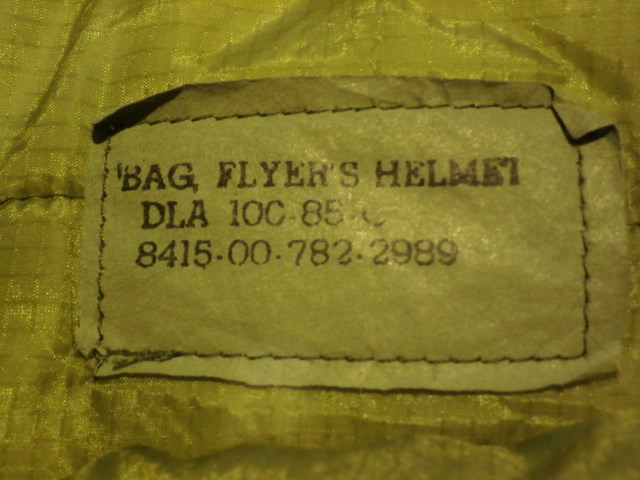 BAG, FLYER'S HELMET
DLA 100-85-C
8415-00-782-2989